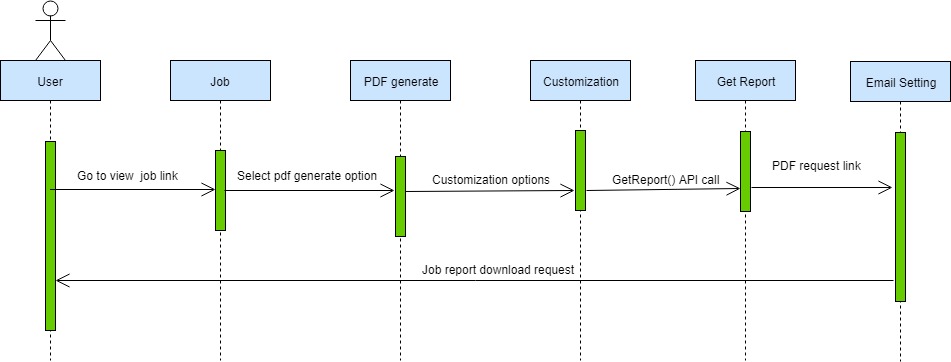 User
Job
PDF generate
Customization
Get Report
Email Setting
Go to view  job link
Select pdf generate option
Customization options
GetReport() API call
PDF request link
Job report download request